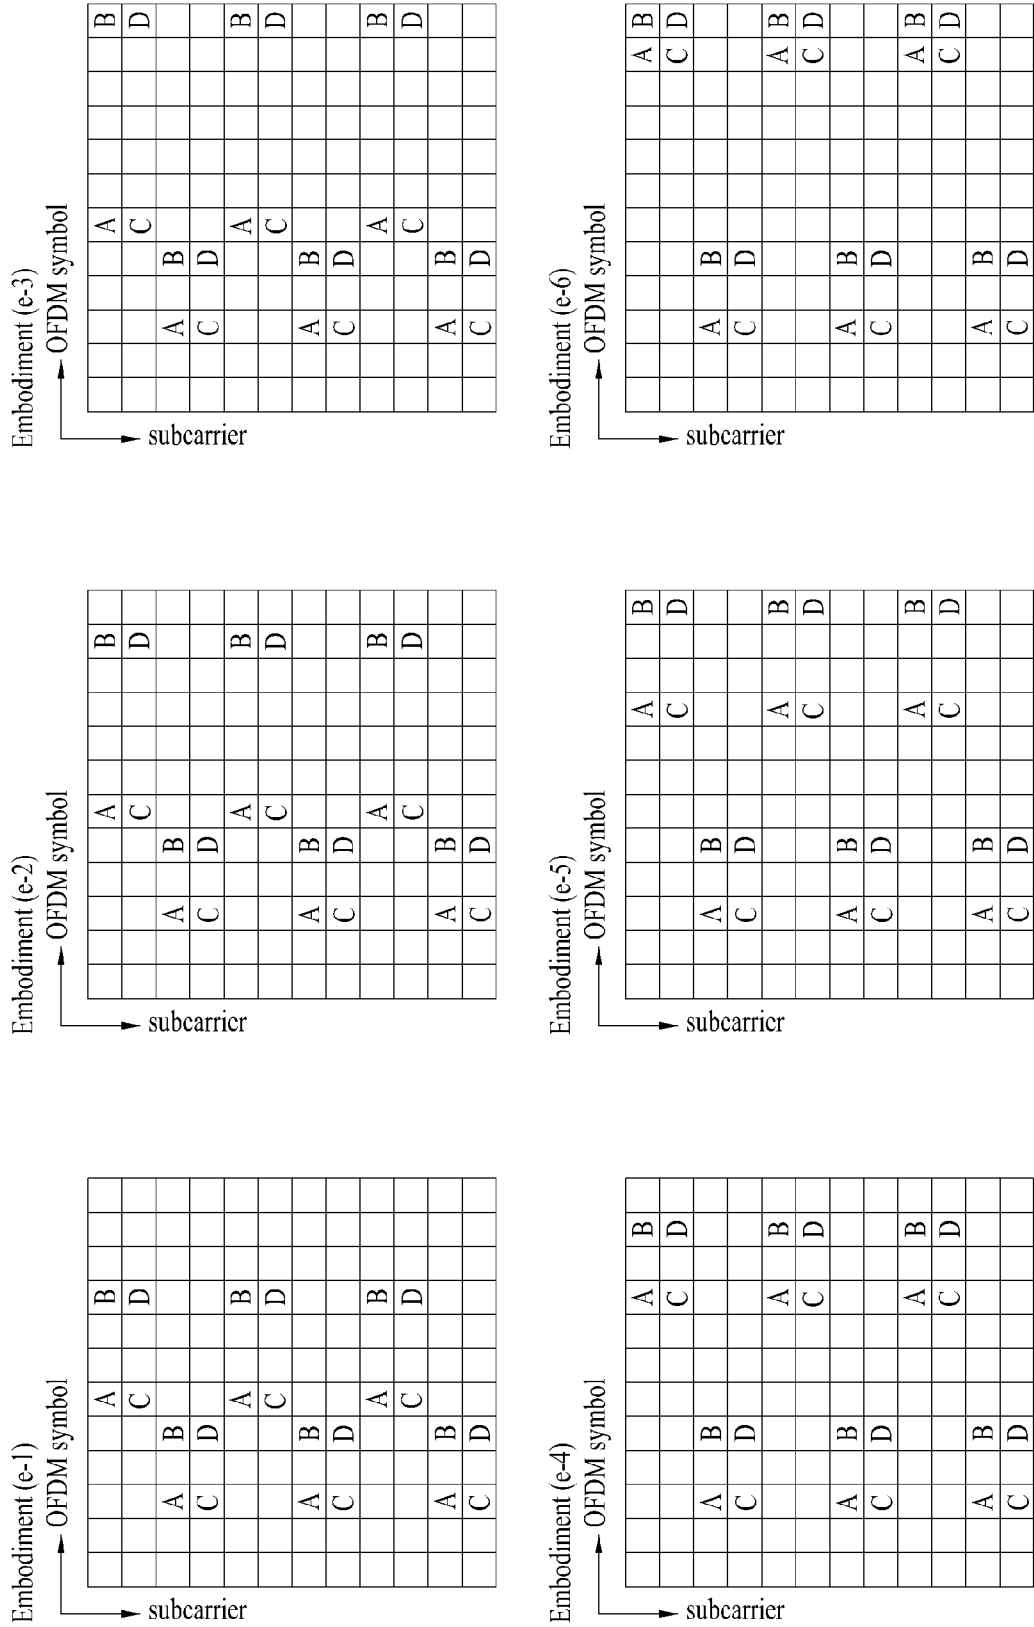 Embodiment (e-1)
OFDM symbol
subcarrier
A B
C D
A B
C D
A B
C D
A B
C D
A B
C D
A B
C D
Embodiment (e-2)
OFDM symbol
subcarrier
A B
C D
A B
C D
A B
C D
A B
C D
A B
C D
A B
C D
Embodiment (e-3)
OFDM symbol
subcarrier
A B
C D
A B
C D
A B
C D
A B
C D
A B
C D
A B
C D
Embodiment (e-4)
OFDM symbol
subcarrier
A B
C D
A B
C D
A B
C D
A B
C D
A B
C D
A B
C D
Embodiment (e-5)
OFDM symbol
subcarrier
A B
C D
A B
C D
A B
C D
A B
C D
A B
C D
A B
C D
Embodiment (e-6)
OFDM symbol
subcarrier
A B
C D
A B
C D
A B
C D
A B
C D
A B
C D
A B
C D